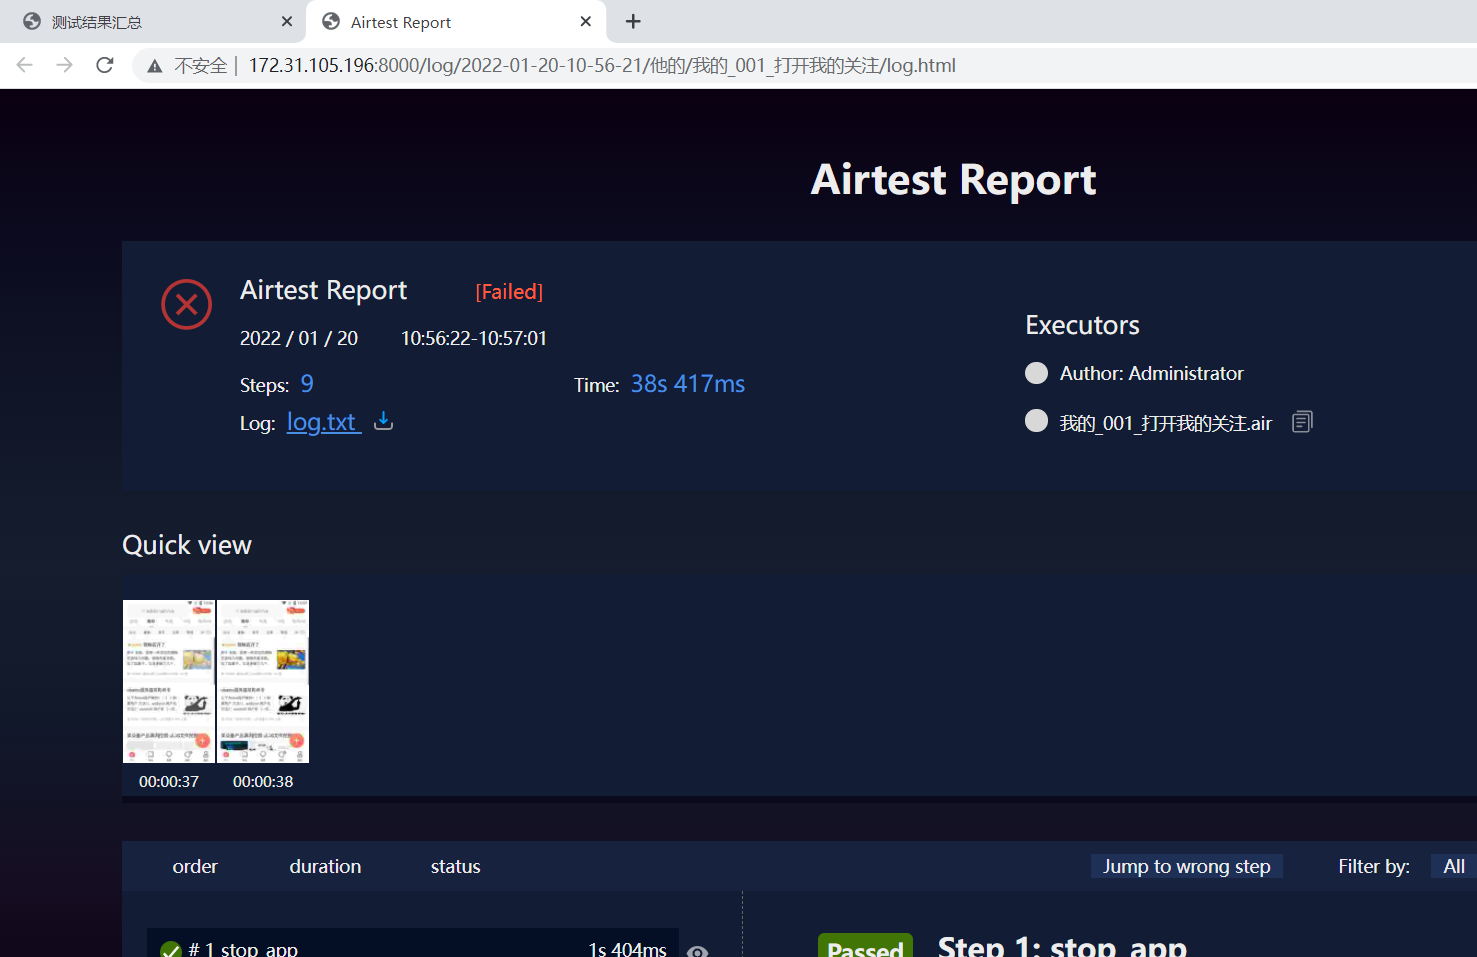 测试结果汇总
Airtest Report
不安全 | 172.31.105.196:8000/log/2022-01-20-10-56-21/他的/我的_001_打开我的关注/log.html
Airtest Report
Airtest Report [Failed]
2022 / 01 / 20 10:56:22-10:57:01
Steps: 9 Time: 38s 417ms
Log: log.txt
Executors
Author: Administrator
我的_001_打开我的关注.air
Quick view
00:00:37 00:00:38
order duration status
Jump to wrong step Filter by: All
# 1 stop_app 1s 404ms
Passed Step 1: stop_app